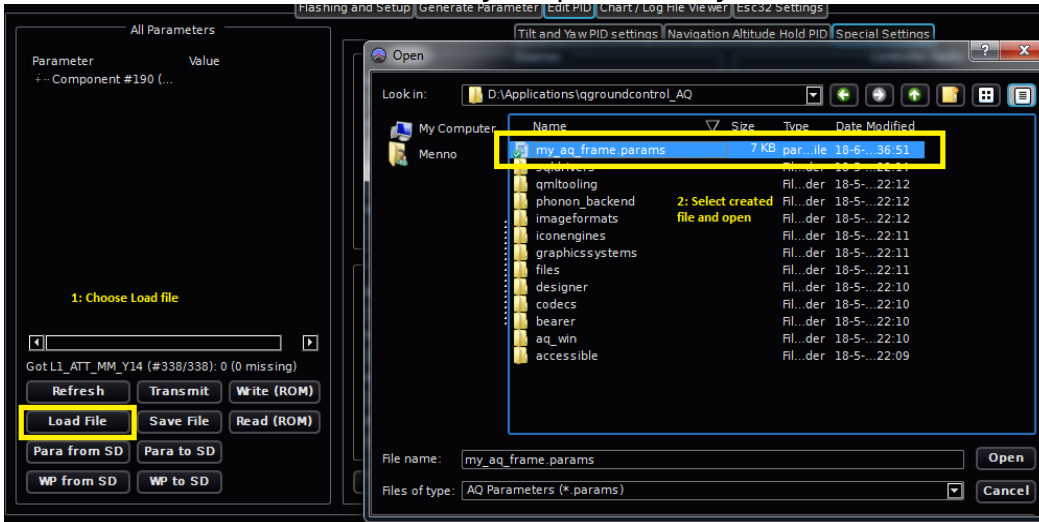 Flashing and Setup Generate Parameter Edit PID Chart / Log File Viewer Esc32 Settings
All Parameters
Tilt and Yaw PID settings Navigation Altitude Hold PID Special Settings
Parameter Value
Component #190 (...
Open
Look in: D:\Applications\qgroundcontrol_AQ
My Computer
Menno
Name Size Type Date Modified
my_aq_frame.params 7 KB par...ile 18-6-...36:51
qmltooling Fil...der 18-5-...22:12
phonon_backend Fil...der 18-5-...22:12
imageformats Fil...der 18-5-...22:12
iconengines Fil...der 18-5-...22:11
graphicssystems Fil...der 18-5-...22:11
files Fil...der 18-5-...22:11
designer Fil...der 18-5-...22:10
codecs Fil...der 18-5-...22:10
bearer Fil...der 18-5-...22:10
aq_win Fil...der 18-5-...22:10
accessible Fil...der 18-5-...22:09
2: Select created
file and open
1: Choose Load file
Got L1_ATT_MM_Y14 (#338/338): 0 (0 missing)
Refresh Transmit Write (ROM)
Load File Save File Read (ROM)
Para from SD Para to SD
WP from SD WP to SD
File name: my_aq_frame.params Open
Files of type: AQ Parameters (*.params) Cancel